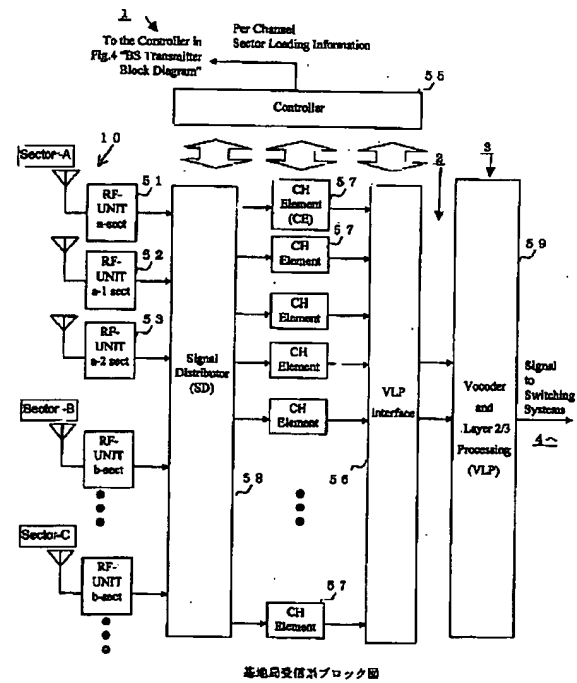 1
To the Controller in
Fig.4 "BS Transmitter
Block Diagram"
Per Channel
Sector Loading Information
55
Controller
Sector-A
10
2
3
RF-
UNIT
a-sect
51
RF-
UNIT
a-1 sect
52
RF-
UNIT
a-2 sect
53
Sector-B
RF-
UNIT
b-sect
Sector-C
RF-
UNIT
b-sect
Signal
Distributor
(SD)
58
CH
Element
(CE)
57
CH
Element
57
CH
Element
CH
Element
CH
Element
CH
Element
57
VLP
interface
56
Vocoder
and
Layer 2/3
Processing
(VLP)
59
Signal
to
Switching
Systems
4
基地局受信系ブロック図